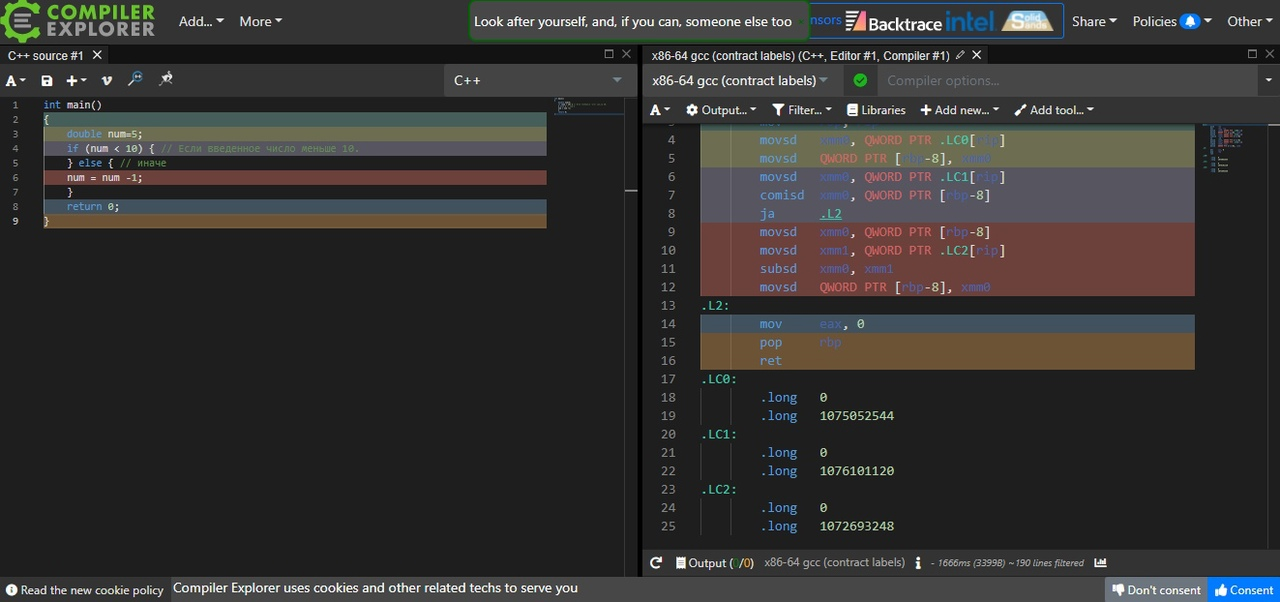 COMPILER
EXPLORER
Add...
More
Look after yourself, and, if you can, someone else too
nsors
Backtrace
intel
Solid
Sands
Share
Policies
Other
C++ source #1
x86-64 gcc (contract labels) (C++, Editor #1, Compiler #1)
A
C++
x86-64 gcc (contract labels)
Compiler options...
A
Output...
Filter...
Libraries
Add new...
Add tool...
1 int main()
2 {
3 double num=5;
4 if (num < 10) { // Если введенное число меньше 10.
5 } else { // иначе
6 num = num -1;
7 }
8 return 0;
9 }
4 movsd xmm0, QWORD PTR .LC0[rip]
5 movsd QWORD PTR [rbp-8], xmm0
6 movsd xmm0, QWORD PTR .LC1[rip]
7 comisd xmm0, QWORD PTR [rbp-8]
8 ja .L2
9 movsd xmm0, QWORD PTR [rbp-8]
10 movsd xmm1, QWORD PTR .LC2[rip]
11 subsd xmm0, xmm1
12 movsd QWORD PTR [rbp-8], xmm0
13 .L2:
14 mov eax, 0
15 pop rbp
16 ret
17 .LC0:
18 .long 0
19 .long 1075052544
20 .LC1:
21 .long 0
22 .long 1076101120
23 .LC2:
24 .long 0
25 .long 1072693248
Output (0/0) x86-64 gcc (contract labels) - 1666ms (33998) ~190 lines filtered
Read the new cookie policy
Compiler Explorer uses cookies and other related techs to serve you
Don't consent
Consent